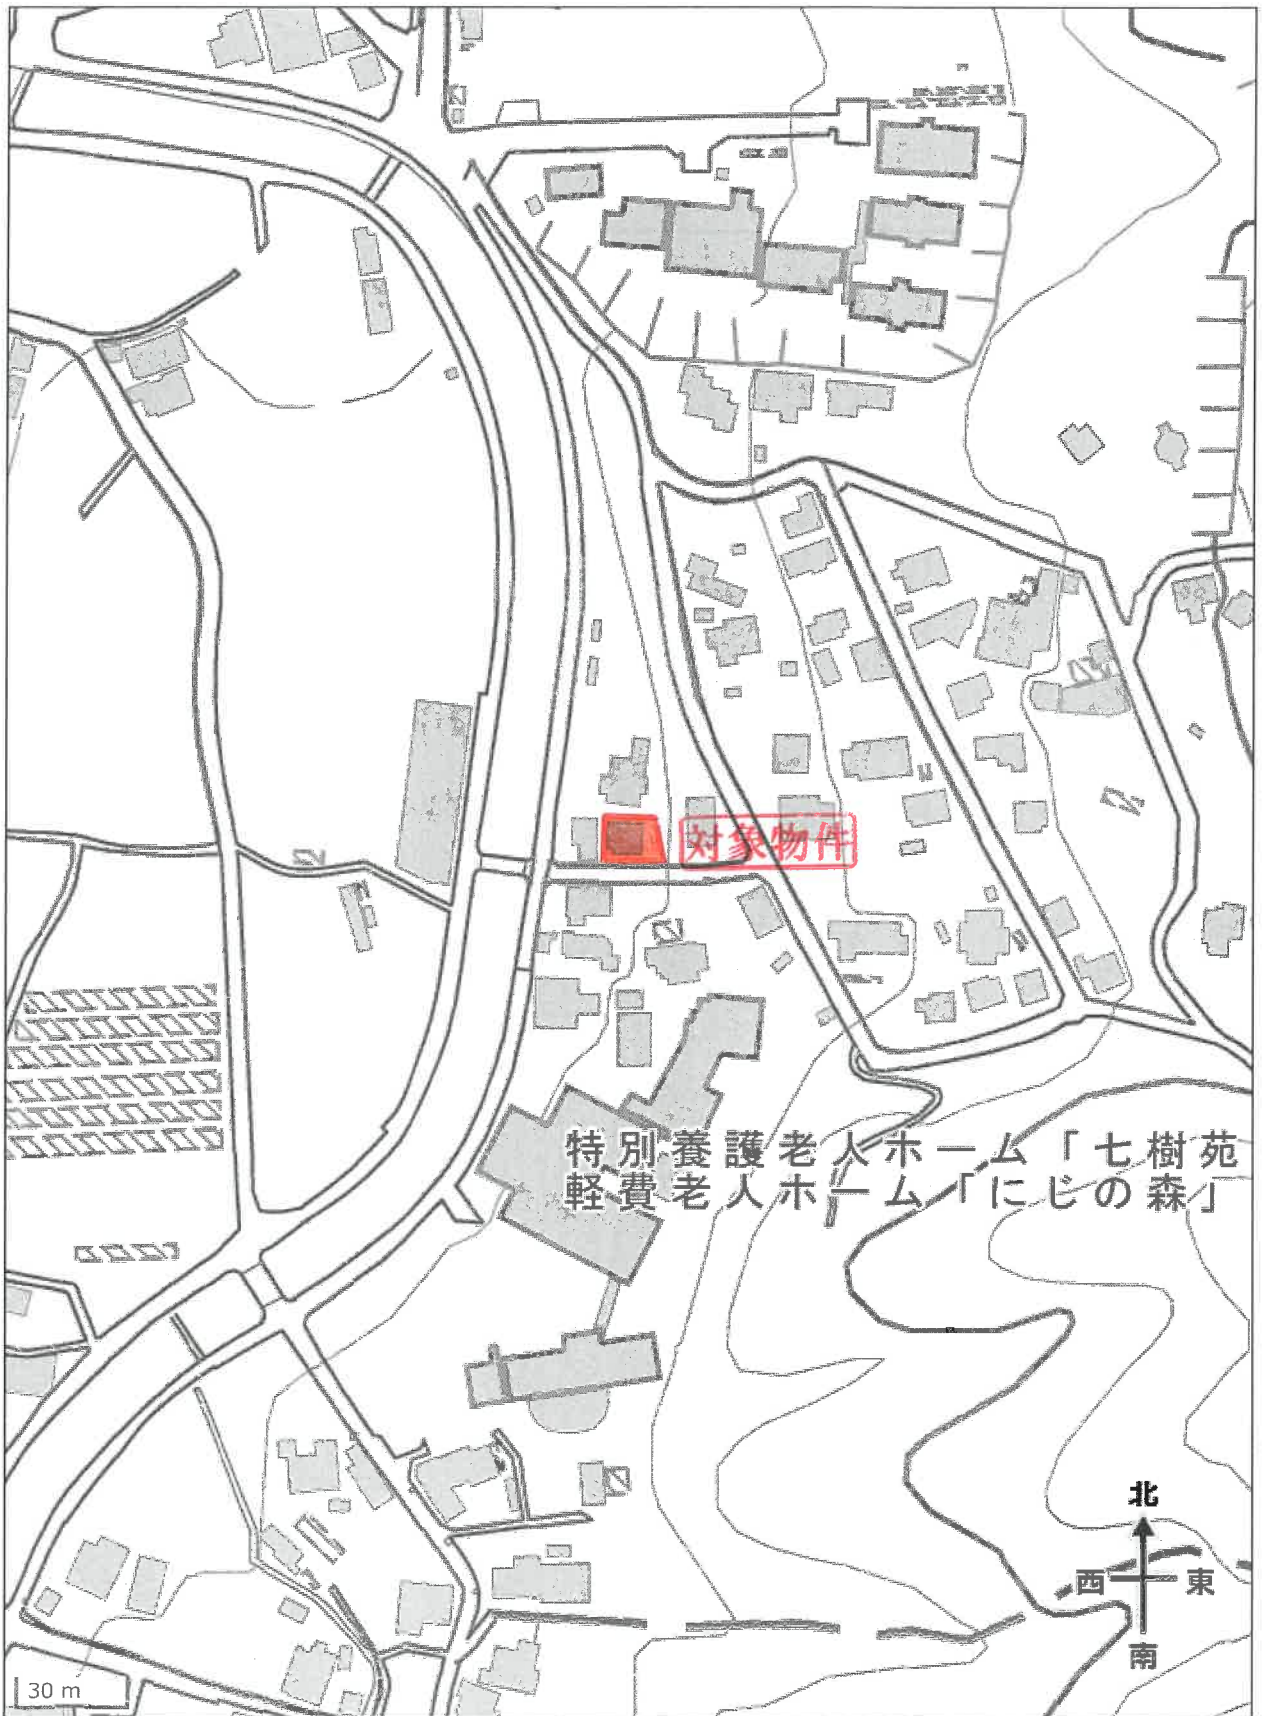 対象物件
特別養護老人ホーム「七樹苑
軽費老人ホーム「にじの森」
北
西 東
南
30 m